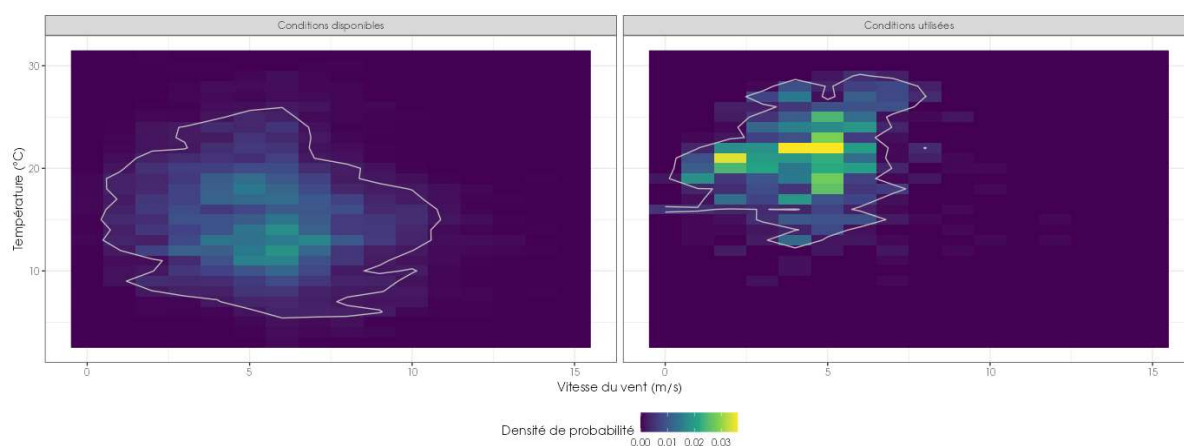 Conditions disponibles
Conditions utilisées
30
20
10
Température (°C)
0 5 10 15
0 5 10 15
Vitesse du vent (m/s)
Densité de probabilité
0.00 0.01 0.02 0.03